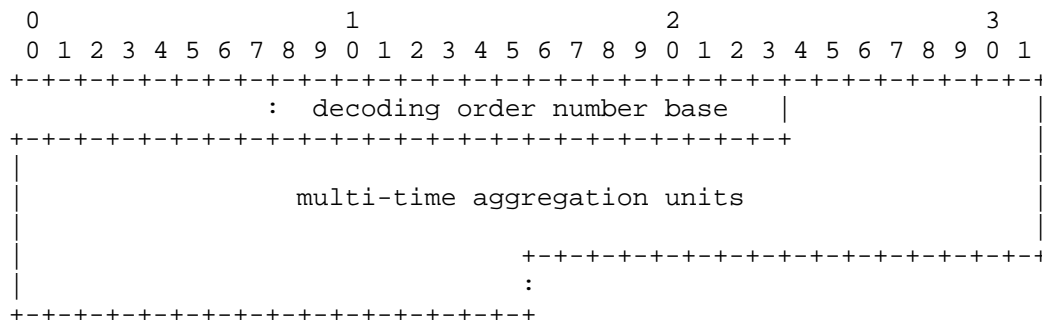 0                   1                   2                   3
0 1 2 3 4 5 6 7 8 9 0 1 2 3 4 5 6 7 8 9 0 1 2 3 4 5 6 7 8 9 0 1
+-+-+-+-+-+-+-+-+-+-+-+-+-+-+-+-+-+-+-+-+-+-+-+-+-+-+-+-+-+-+-+-+
                :  decoding order number base   |               |
+-+-+-+-+-+-+-+-+-+-+-+-+-+-+-+-+-+-+-+-+-+-+-+-+               |
|                                                               |
|                 multi-time aggregation units                  |
|                                                               |
|                               +-+-+-+-+-+-+-+-+-+-+-+-+-+-+-+-+
|                               :
+-+-+-+-+-+-+-+-+-+-+-+-+-+-+-+-+